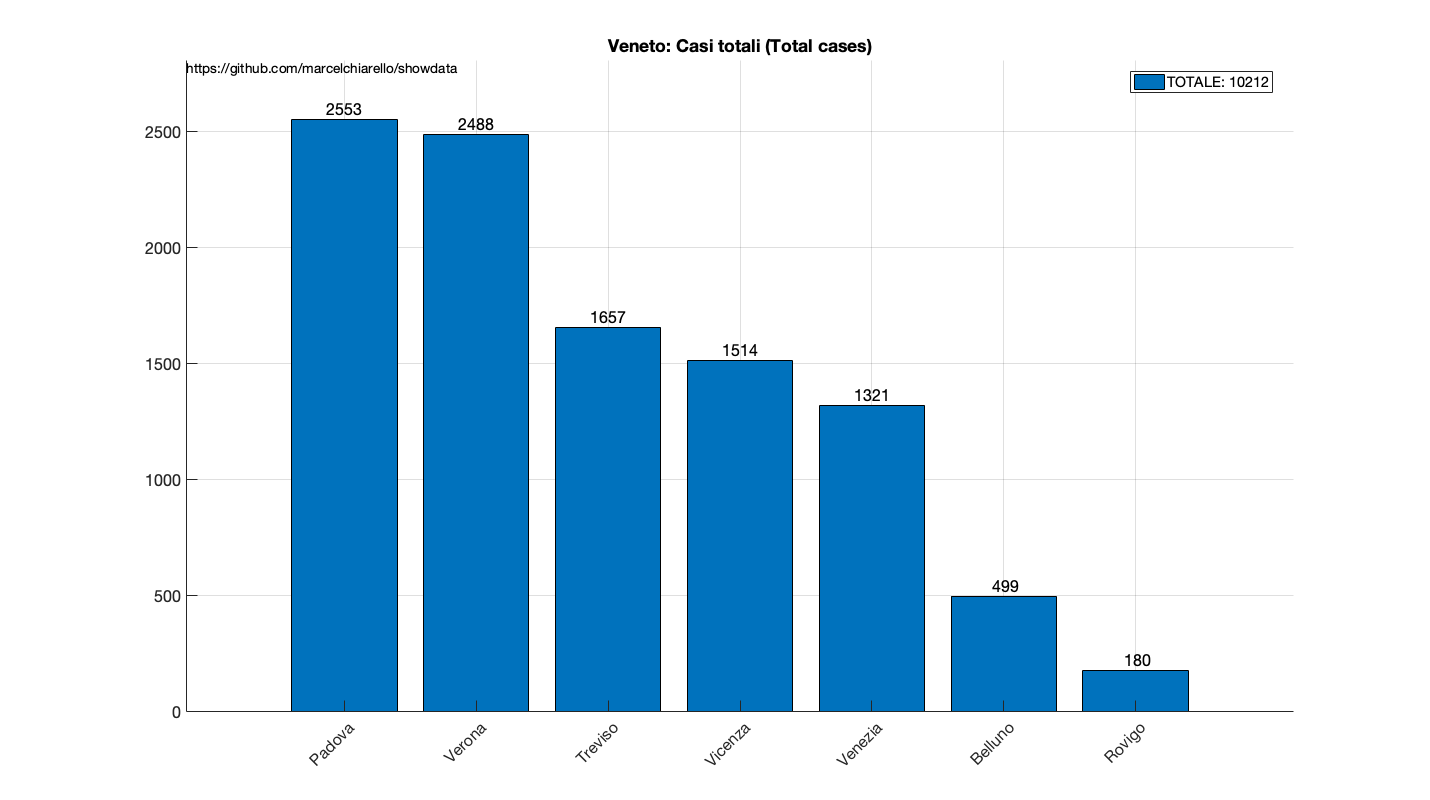 Veneto: Casi totali (Total cases)
https://github.com/marcelchiarello/showdata
TOTALE: 10212
2553
2488
1657
1514
1321
499
180
2500
2000
1500
1000
500
0
Padova
Verona
Treviso
Vicenza
Venezia
Belluno
Rovigo